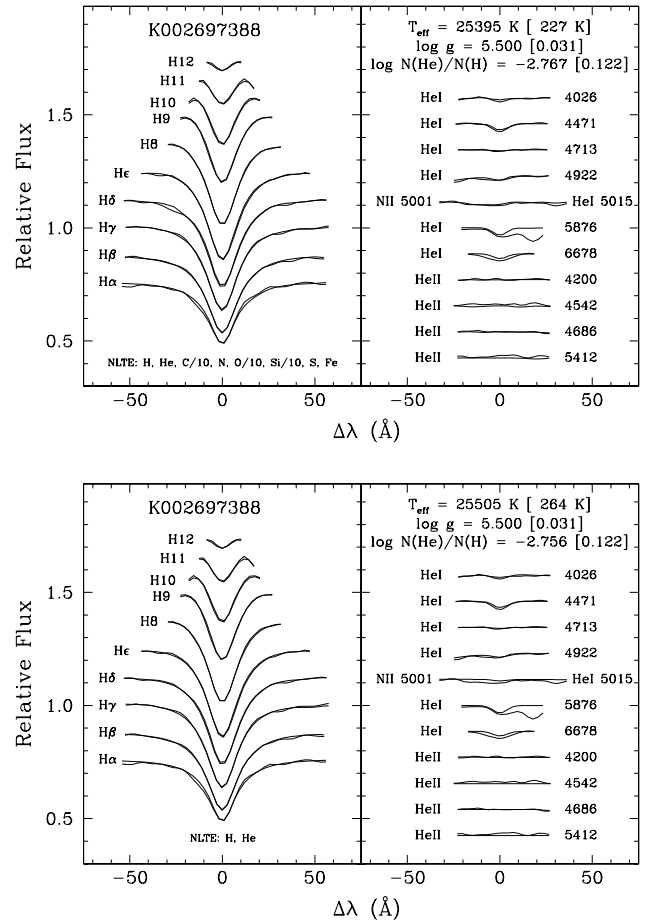 K002697388
T_eff = 25395 K [ 227 K]
log g = 5.500 [0.031]
log N(He)/N(H) = −2.767 [0.122]
H12
H11
H10
H9
H8
Hϵ
Hδ
Hγ
Hβ
Hα
NLTE: H, He, C/10, N, O/10, Si/10, S, Fe
HeI 4026
HeI 4471
HeI 4713
HeI 4922
NII 5001 HeI 5015
HeI 5876
HeI 6678
HeII 4200
HeII 4542
HeII 4686
HeII 5412
1.5
1.0
0.5
Relative Flux
−50 0 50 −50 0 50
Δλ (Å)
K002697388
T_eff = 25505 K [ 264 K]
log g = 5.500 [0.031]
log N(He)/N(H) = −2.756 [0.122]
H12
H11
H10
H9
H8
Hϵ
Hδ
Hγ
Hβ
Hα
NLTE: H, He
HeI 4026
HeI 4471
HeI 4713
HeI 4922
NII 5001 HeI 5015
HeI 5876
HeI 6678
HeII 4200
HeII 4542
HeII 4686
HeII 5412
1.5
1.0
0.5
Relative Flux
−50 0 50 −50 0 50
Δλ (Å)